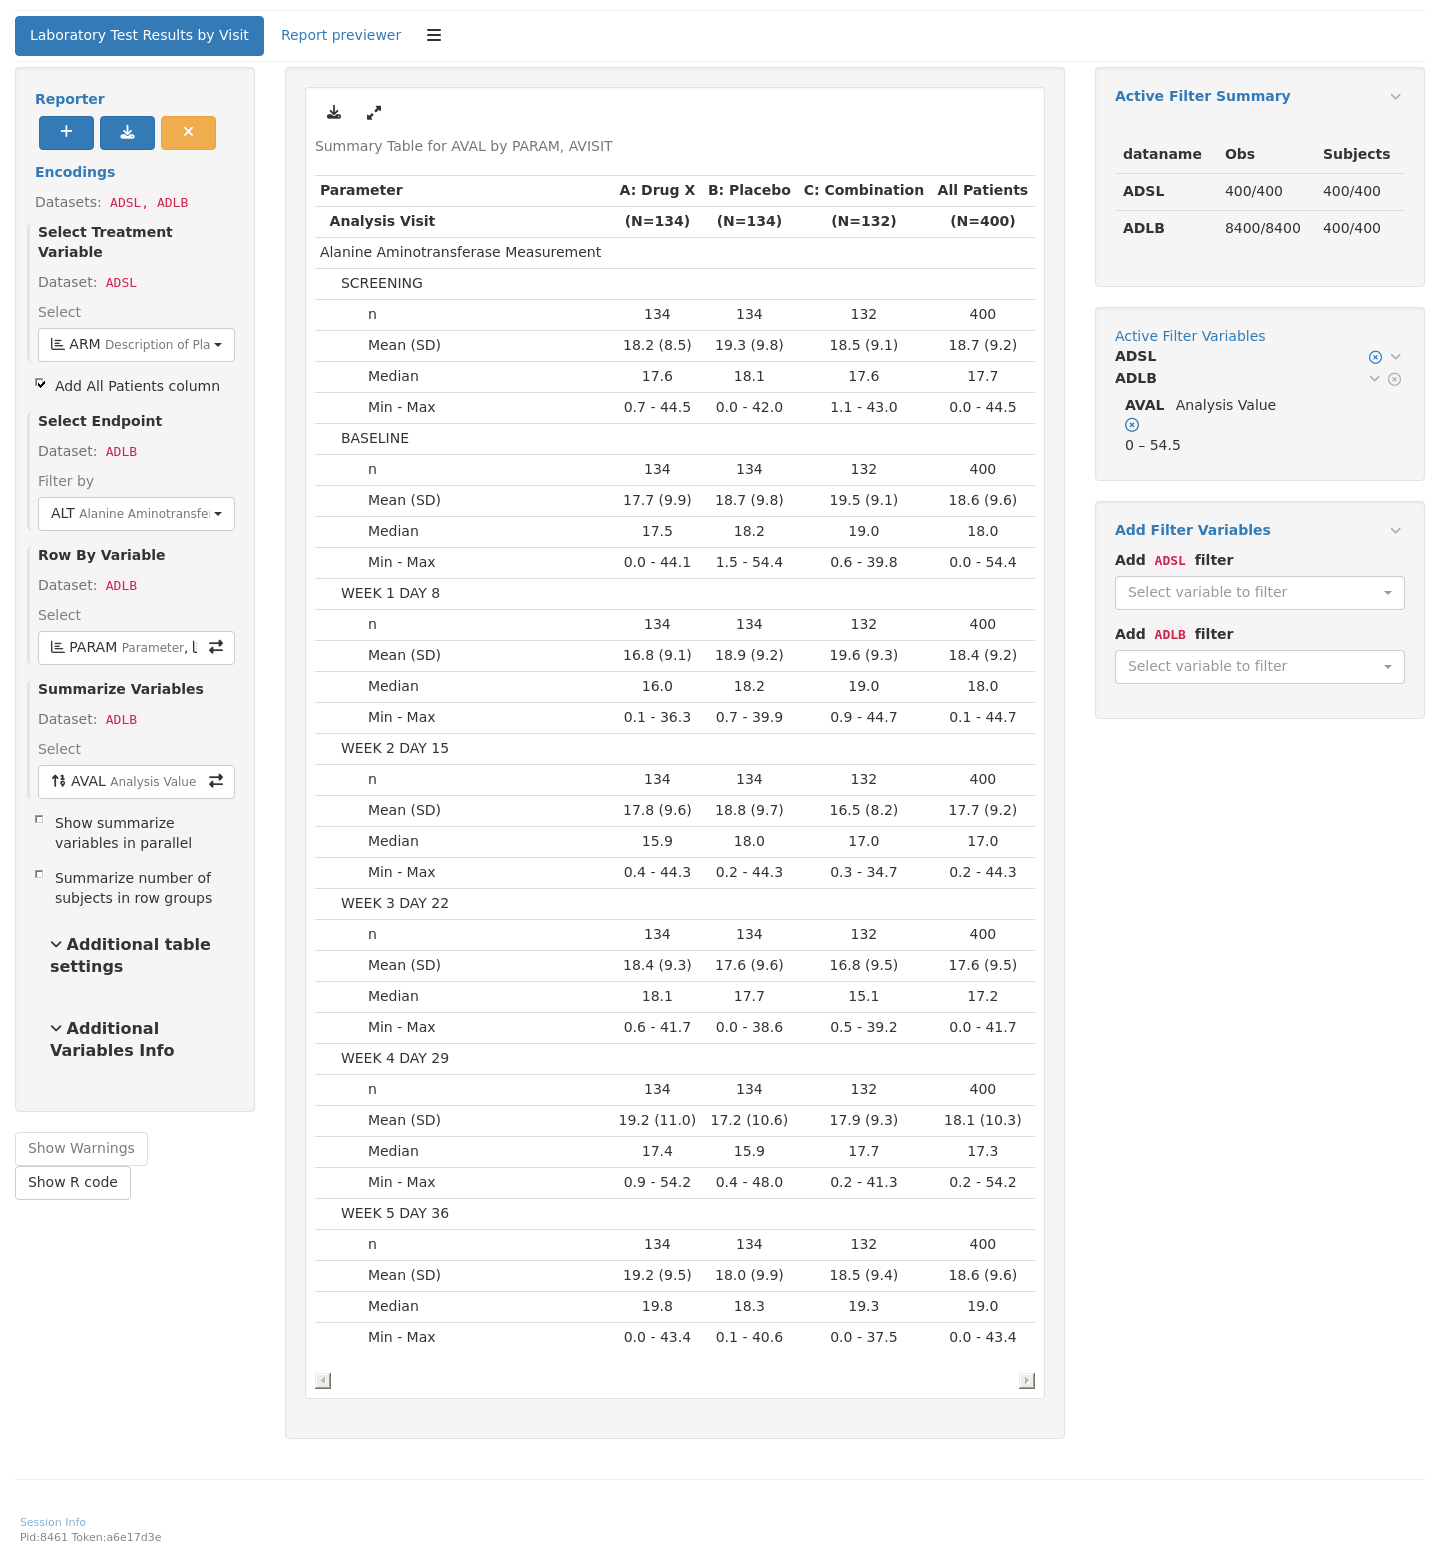 Laboratory Test Results by Visit
Report previewer
Reporter
Encodings
Datasets: ADSL, ADLB
Select Treatment
Variable
Dataset: ADSL
Select
ARM Description of Pla
Add All Patients column
Select Endpoint
Dataset: ADLB
Filter by
ALT Alanine Aminotransfe
Row By Variable
Dataset: ADLB
Select
PARAM Parameter,
Summarize Variables
Dataset: ADLB
Select
AVAL Analysis Value
Show summarize
variables in parallel
Summarize number of
subjects in row groups
Additional table
settings
Additional
Variables Info
Show Warnings
Show R code
Summary Table for AVAL by PARAM, AVISIT
Parameter A: Drug X B: Placebo C: Combination All Patients
Analysis Visit (N=134) (N=134) (N=132) (N=400)
Alanine Aminotransferase Measurement
SCREENING
n 134 134 132 400
Mean (SD) 18.2 (8.5) 19.3 (9.8) 18.5 (9.1) 18.7 (9.2)
Median 17.6 18.1 17.6 17.7
Min - Max 0.7 - 44.5 0.0 - 42.0 1.1 - 43.0 0.0 - 44.5
BASELINE
n 134 134 132 400
Mean (SD) 17.7 (9.9) 18.7 (9.8) 19.5 (9.1) 18.6 (9.6)
Median 17.5 18.2 19.0 18.0
Min - Max 0.0 - 44.1 1.5 - 54.4 0.6 - 39.8 0.0 - 54.4
WEEK 1 DAY 8
n 134 134 132 400
Mean (SD) 16.8 (9.1) 18.9 (9.2) 19.6 (9.3) 18.4 (9.2)
Median 16.0 18.2 19.0 18.0
Min - Max 0.1 - 36.3 0.7 - 39.9 0.9 - 44.7 0.1 - 44.7
WEEK 2 DAY 15
n 134 134 132 400
Mean (SD) 17.8 (9.6) 18.8 (9.7) 16.5 (8.2) 17.7 (9.2)
Median 15.9 18.0 17.0 17.0
Min - Max 0.4 - 44.3 0.2 - 44.3 0.3 - 34.7 0.2 - 44.3
WEEK 3 DAY 22
n 134 134 132 400
Mean (SD) 18.4 (9.3) 17.6 (9.6) 16.8 (9.5) 17.6 (9.5)
Median 18.1 17.7 15.1 17.2
Min - Max 0.6 - 41.7 0.0 - 38.6 0.5 - 39.2 0.0 - 41.7
WEEK 4 DAY 29
n 134 134 132 400
Mean (SD) 19.2 (11.0) 17.2 (10.6) 17.9 (9.3) 18.1 (10.3)
Median 17.4 15.9 17.7 17.3
Min - Max 0.9 - 54.2 0.4 - 48.0 0.2 - 41.3 0.2 - 54.2
WEEK 5 DAY 36
n 134 134 132 400
Mean (SD) 19.2 (9.5) 18.0 (9.9) 18.5 (9.4) 18.6 (9.6)
Median 19.8 18.3 19.3 19.0
Min - Max 0.0 - 43.4 0.1 - 40.6 0.0 - 37.5 0.0 - 43.4
Active Filter Summary
dataname Obs Subjects
ADSL 400/400 400/400
ADLB 8400/8400 400/400
Active Filter Variables
ADSL
ADLB
AVAL Analysis Value
0 – 54.5
Add Filter Variables
Add ADSL filter
Select variable to filter
Add ADLB filter
Select variable to filter
Session Info
Pid:8461 Token:a6e17d3e